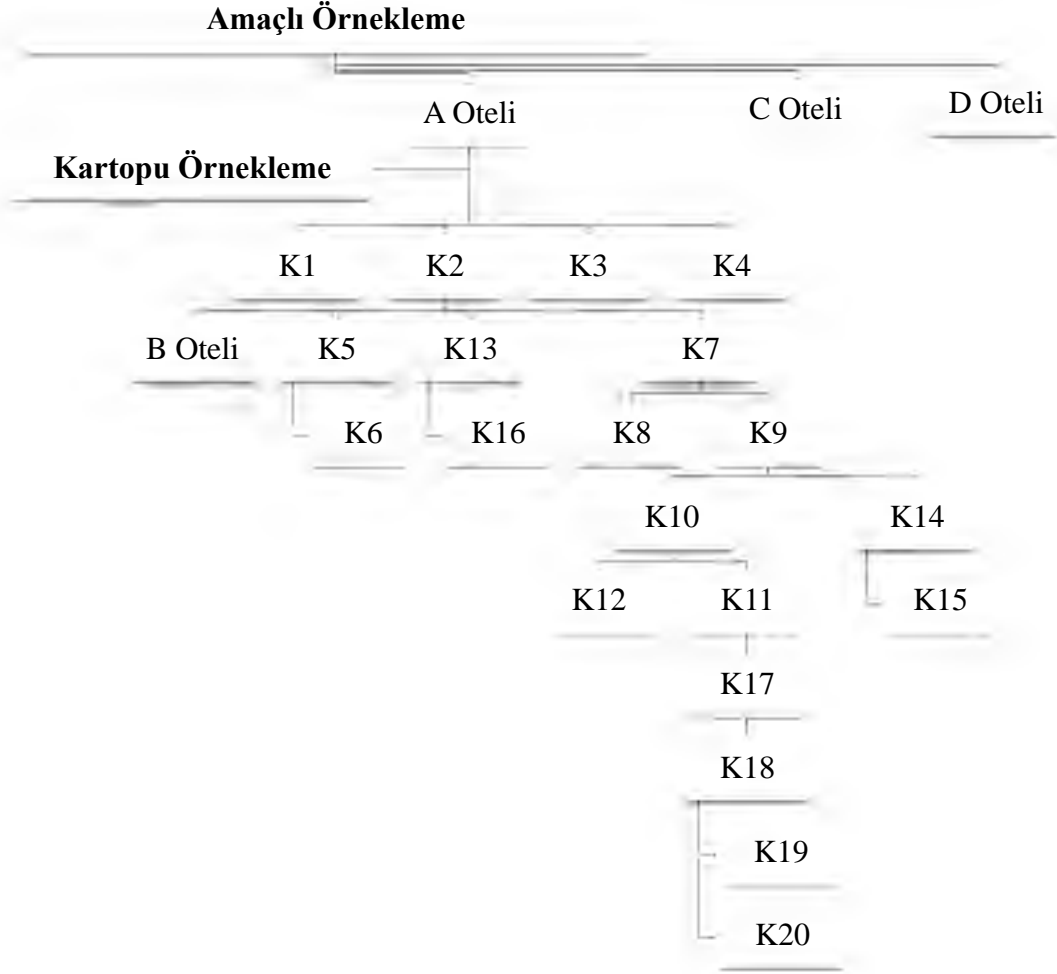 Amaçlı Örnekleme
A Oteli C Oteli D Oteli
Kartopu Örnekleme
K1 K2 K3 K4
B Oteli K5 K13 K7
K6 K16 K8 K9
K10 K14
K12 K11 K15
K17
K18
K19
K20